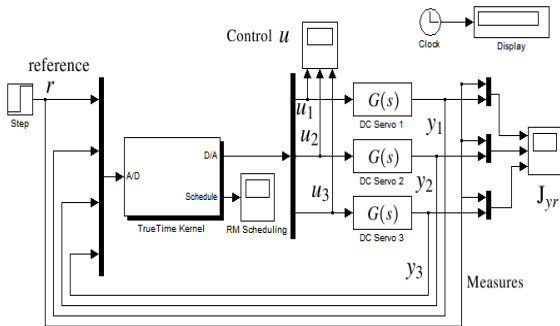 Control u
Clock
Display
reference
r
Step
A/D
D/A
Schedule
TrueTime Kernel
RM Scheduling
u1
u2
u3
G(s)
DC Servo 1
G(s)
DC Servo 2
G(s)
DC Servo 3
y1
y2
y3
Jyr
Measures